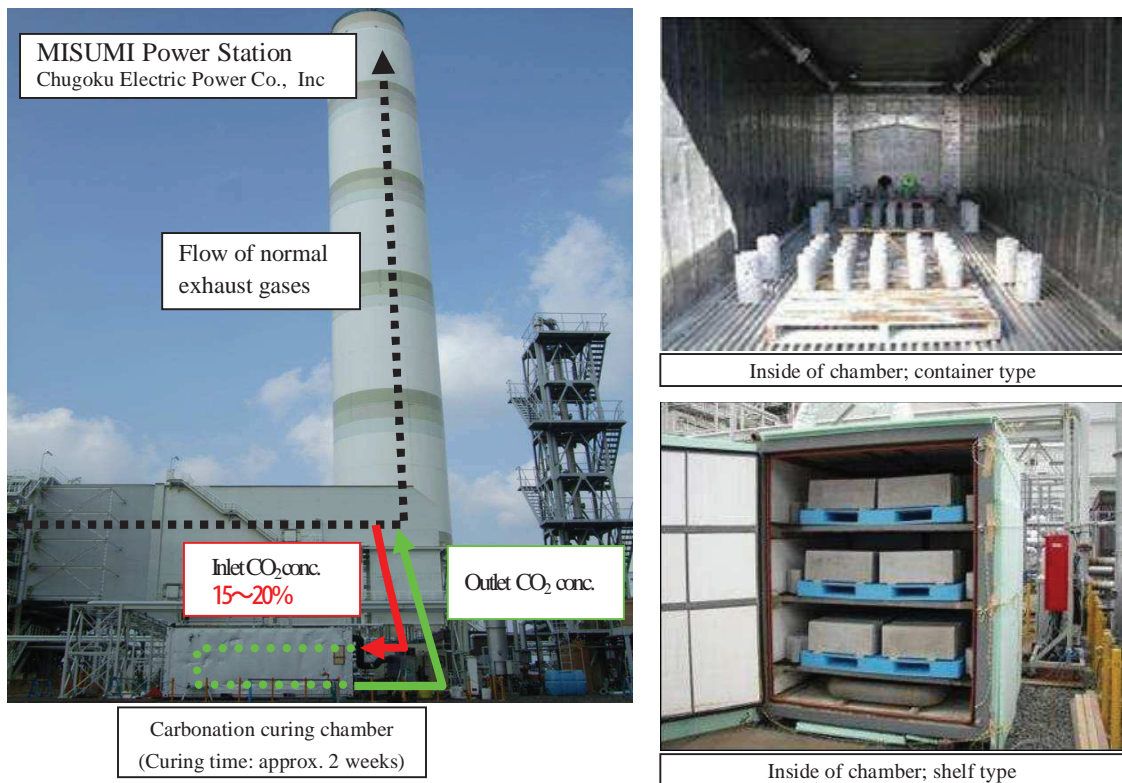 MISUMI Power Station
Chugoku Electric Power Co., Inc
Flow of normal
exhaust gases
Inlet CO₂ conc.
15～20%
Outlet CO₂ conc.
Carbonation curing chamber
(Curing time: approx. 2 weeks)
Inside of chamber; container type
Inside of chamber; shelf type